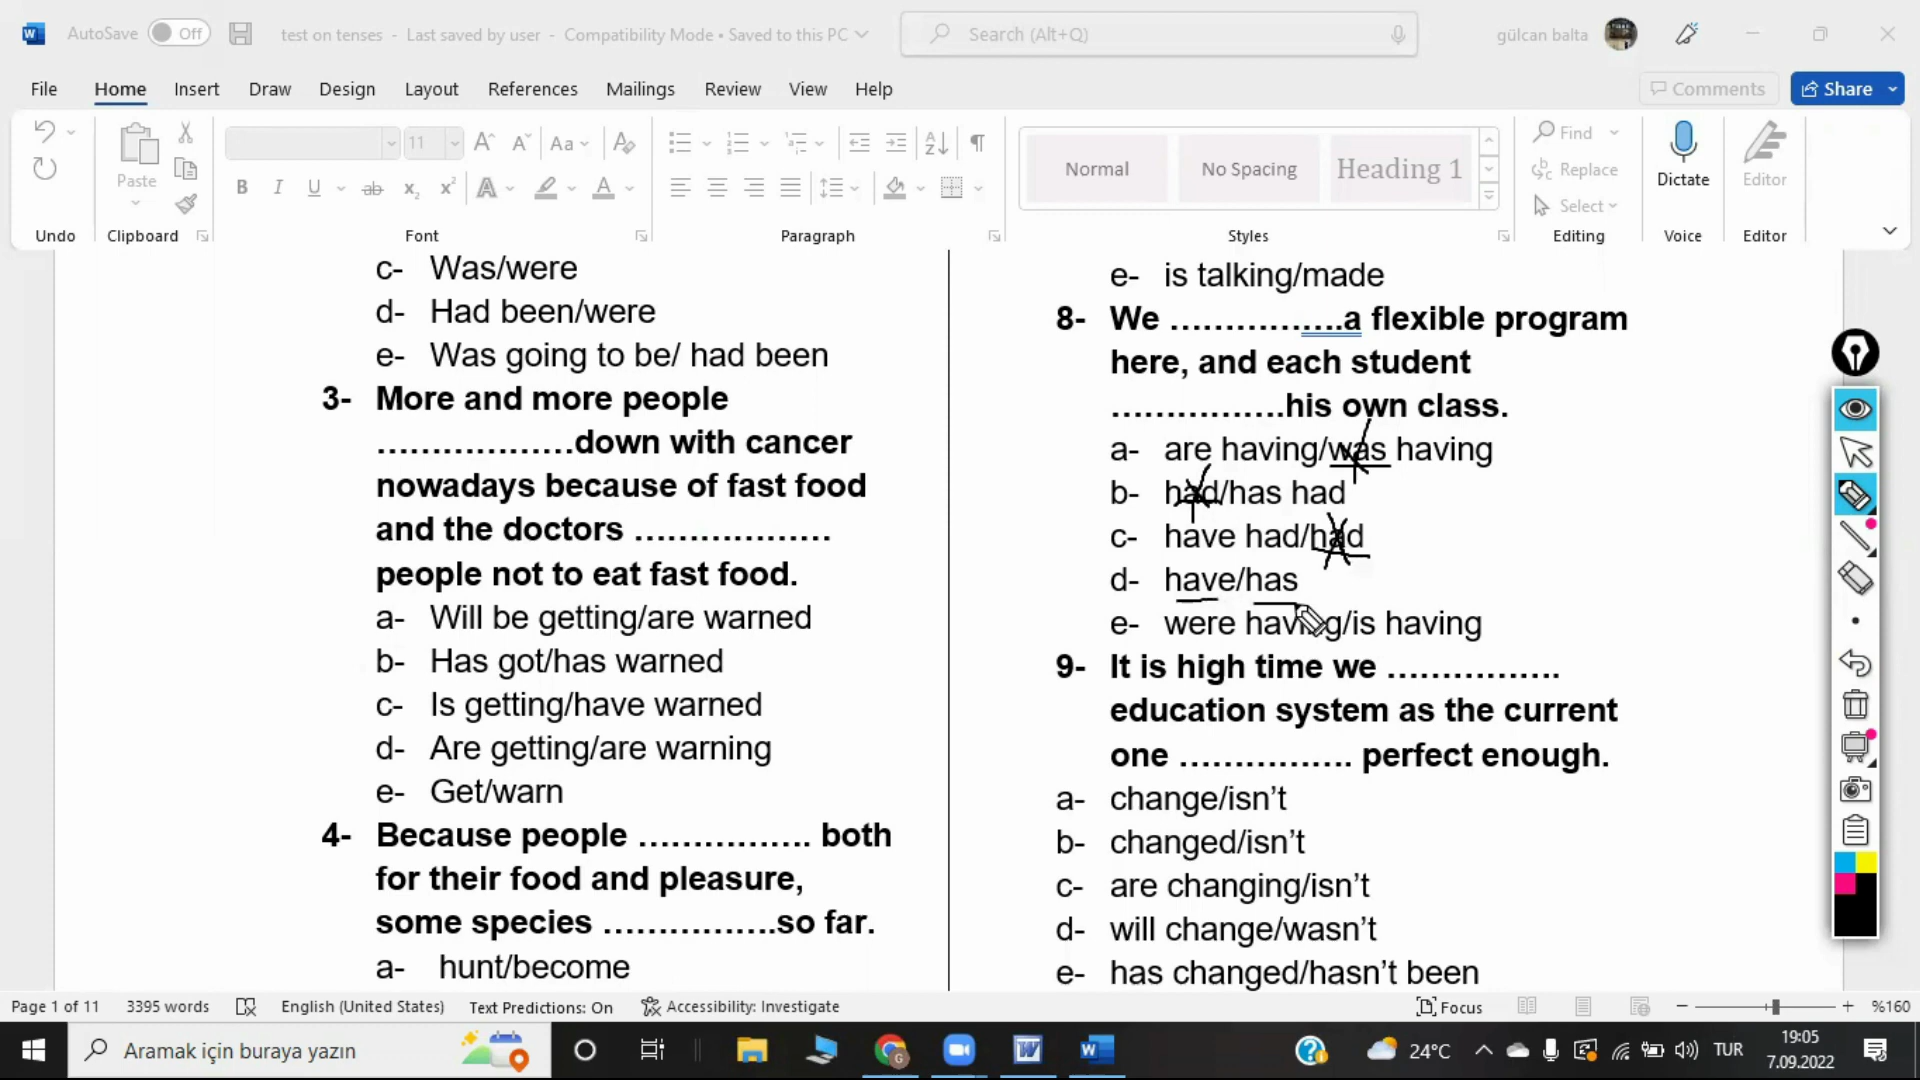 AutoSave Off test on tenses - Last saved by user - Compatibility Mode • Saved to this PC Search (Alt+Q) gülcan balta
File Home Insert Draw Design Layout References Mailings Review View Help Comments Share
Paste 11 Aa Normal No Spacing Heading 1 Find Replace Select Dictate Editor
Undo Clipboard Font Paragraph Styles Editing Voice Editor
c- Was/were
d- Had been/were
e- Was going to be/ had been
3- More and more people
………………down with cancer
nowadays because of fast food
and the doctors ………………
people not to eat fast food.
a- Will be getting/are warned
b- Has got/has warned
c- Is getting/have warned
d- Are getting/are warning
e- Get/warn
4- Because people ……………. both
for their food and pleasure,
some species …………….so far.
a- hunt/become
e- is talking/made
8- We …………….a flexible program
here, and each student
…………….his own class.
a- are having/was having
b- had/has had
c- have had/had
d- have/has
e- were having/is having
9- It is high time we …………….
education system as the current
one ……………. perfect enough.
a- change/isn’t
b- changed/isn’t
c- are changing/isn’t
d- will change/wasn’t
e- has changed/hasn’t been
Page 1 of 11 3395 words English (United States) Text Predictions: On Accessibility: Investigate Focus %160
Aramak için buraya yazın 24°C TUR 19:05
7.09.2022